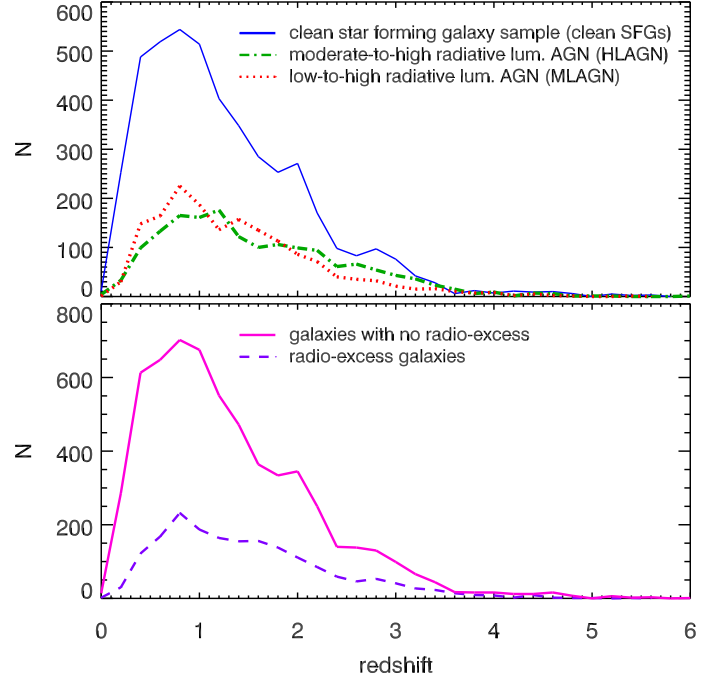 600
500
400
300
200
100
0
N
clean star forming galaxy sample (clean SFGs)
moderate-to-high radiative lum. AGN (HLAGN)
low-to-high radiative lum. AGN (MLAGN)
800
600
400
200
0
N
galaxies with no radio-excess
radio-excess galaxies
0 1 2 3 4 5 6
redshift